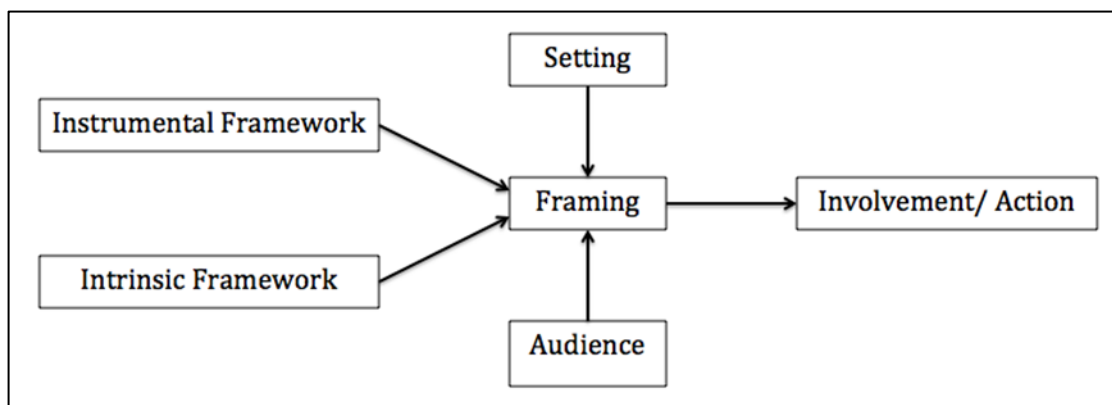 Setting
Instrumental Framework
Framing
Involvement/ Action
Intrinsic Framework
Audience